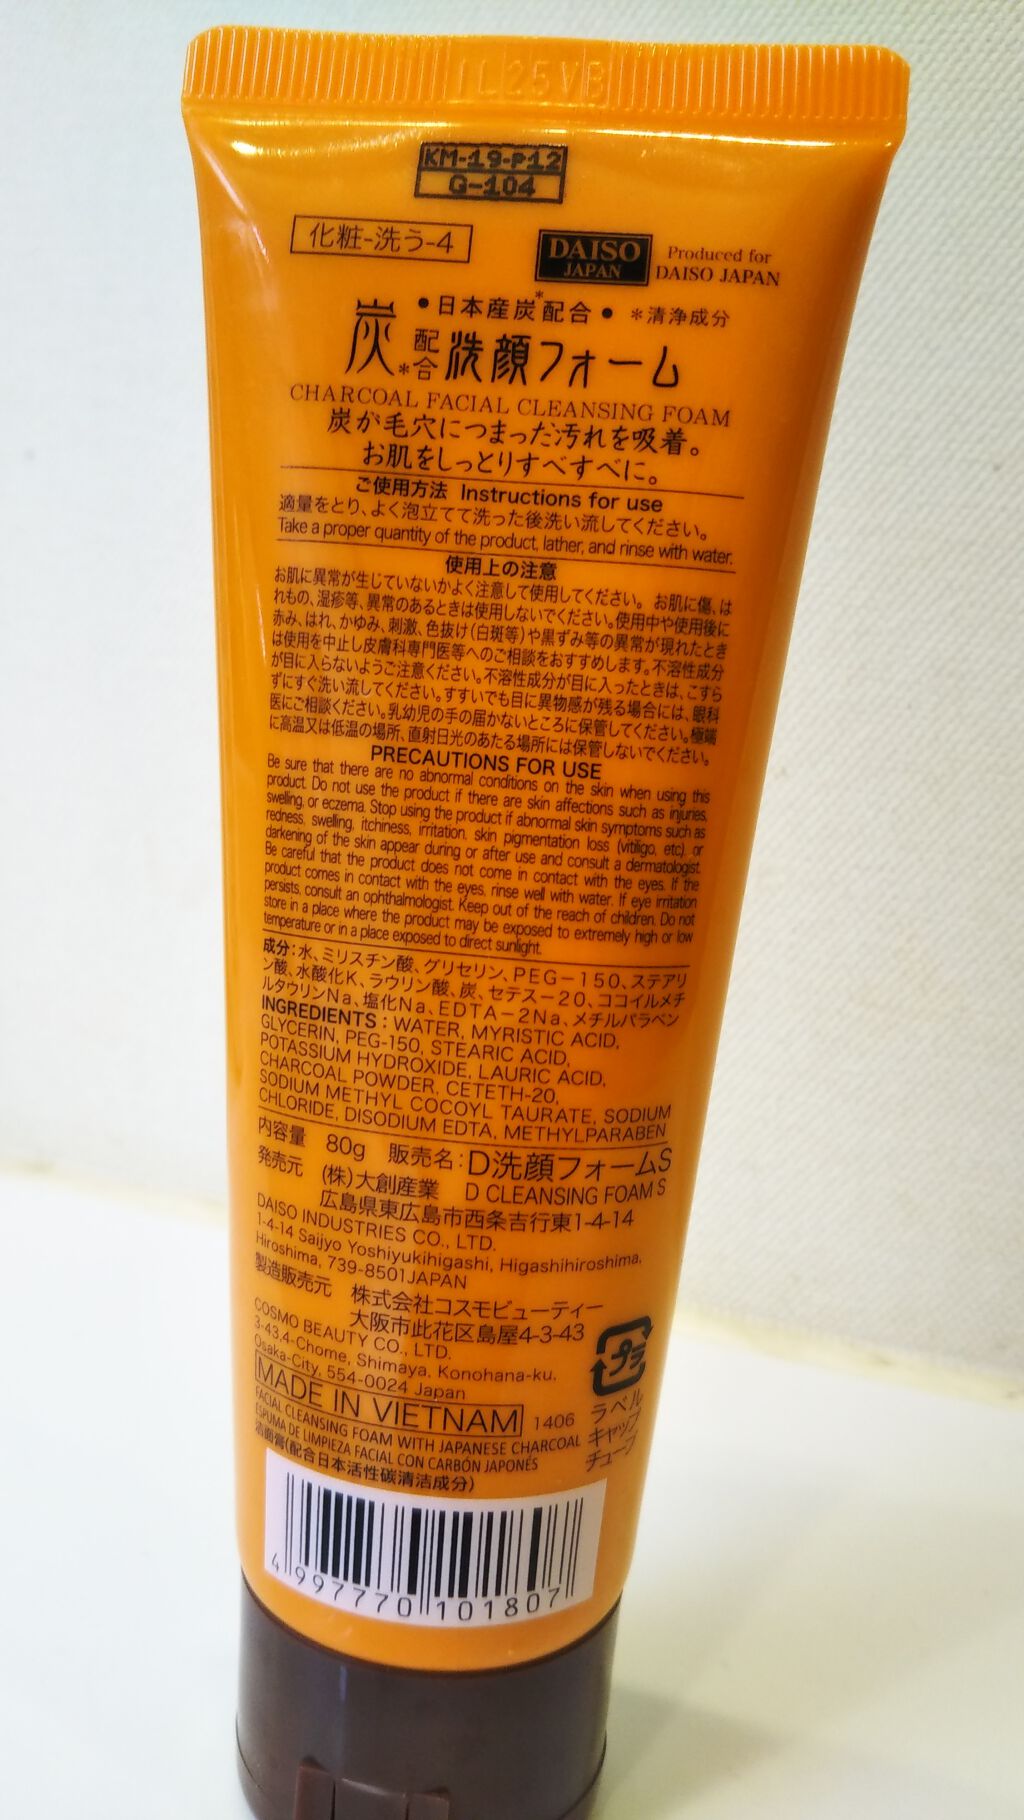 1L25VB
KM-19-P12
G-104
化粧-洗う-4
DAISO
JAPAN
Produced for
DAISO JAPAN
•日本産炭*配合• *清浄成分
炭*配合洗顔フォーム
CHARCOAL FACIAL CLEANSING FOAM
炭が毛穴につまった汚れを吸着。
お肌をしっとりすべすべに。
ご使用方法 Instructions for use
適量をとり、よく泡立てて洗った後洗い流してください。
Take a proper quantity of the product, lather, and rinse with water.
使用上の注意
お肌に異常が生じていないかよく注意して使用してください。お肌に傷、は
れもの、湿疹等、異常のあるときは使用しないでください。使用中や使用後に
赤み、はれ、かゆみ、刺激、色抜け(白斑等)や黒ずみ等の異常が現れたとき
は使用を中止し皮膚科専門医等へのご相談をおすすめします。不溶性成分
が目に入らないようご注意ください。不溶性成分が目に入ったときは、こすら
ずにすぐ洗い流してください。すすいでも目に異物感が残る場合には、眼科
医にご相談ください。乳幼児の手の届かないところに保管してください。極端
に高温又は低温の場所、直射日光のあたる場所には保管しないでください。
PRECAUTIONS FOR USE
Be sure that there are no abnormal conditions on the skin when using this
product. Do not use the product if there are skin affections such as injuries,
swelling, or eczema. Stop using the product if abnormal skin symptoms such as
redness, swelling, itchiness, irritation, skin pigmentation loss (vitiligo, etc). or
darkening of the skin appear during or after use and consult a dermatologist.
Be careful that the product does not come in contact with the eyes. If the
product comes in contact with the eyes, rinse well with water. If eye irritation
persists, consult an ophthalmologist. Keep out of the reach of children. Do not
store in a place where the product may be exposed to extremely high or low
temperature or in a place exposed to direct sunlight.
成分:水、ミリスチン酸、グリセリン、PEG-150、ステアリ
ン酸、水酸化K、ラウリン酸、炭、セテス-20、ココイルメチ
ルタウリンNa、塩化Na、EDTA-2Na、メチルパラベン
INGREDIENTS : WATER, MYRISTIC ACID,
GLYCERIN, PEG-150, STEARIC ACID,
POTASSIUM HYDROXIDE, LAURIC ACID,
CHARCOAL POWDER, CETETH-20,
SODIUM METHYL COCOYL TAURATE, SODIUM
CHLORIDE, DISODIUM EDTA, METHYLPARABEN
内容量 80g 販売名:D洗顔フォームS
D CLEANSING FOAM S
発売元 (株)大創産業
広島県東広島市西条吉行東1-4-14
DAISO INDUSTRIES CO., LTD.
1-4-14 Saijyo Yoshiyukihigashi, Higashihiroshima,
Hiroshima, 739-8501JAPAN
製造販売元 株式会社コスモビューティー
大阪市此花区島屋4-3-43
COSMO BEAUTY CO., LTD.
3-43,4-Chome, Shimaya, Konohana-ku,
Osaka-City, 554-0024 Japan
MADE IN VIETNAM 1406
プラ
ラベル
キャップ
チューブ
FACIAL CLEANSING FOAM WITH JAPANESE CHARCOAL
ESPUMA DE LIMPIEZA FACIAL CON CARBÓN JAPONÉS
洁面膏(配合日本活性碳清洁成分)
4 997770 101807